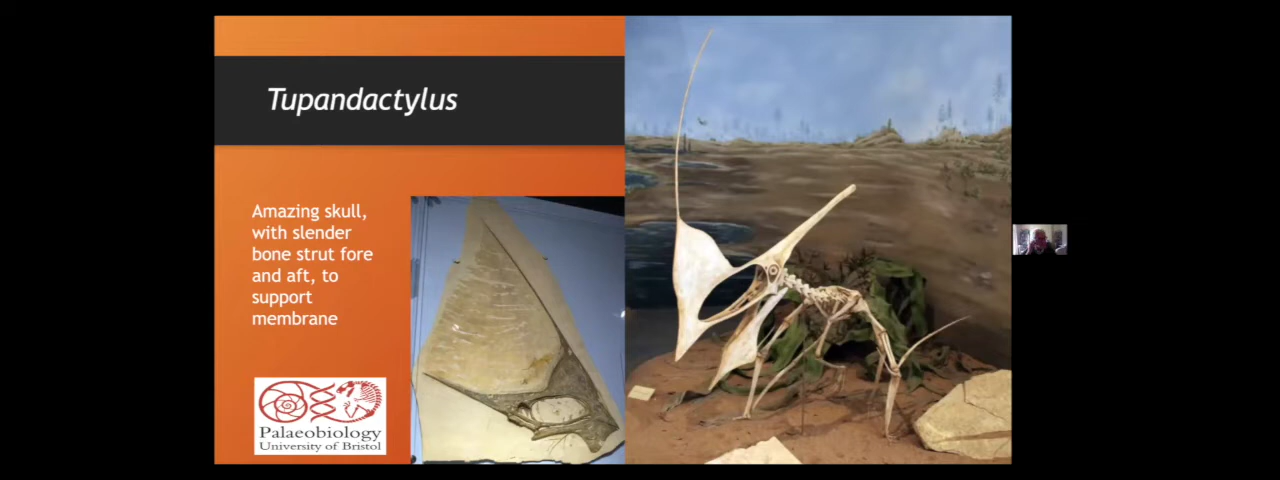 Tupandactylus
Amazing skull,
with slender
bone strut fore
and aft, to
support
membrane
Palaeobiology
University of Bristol